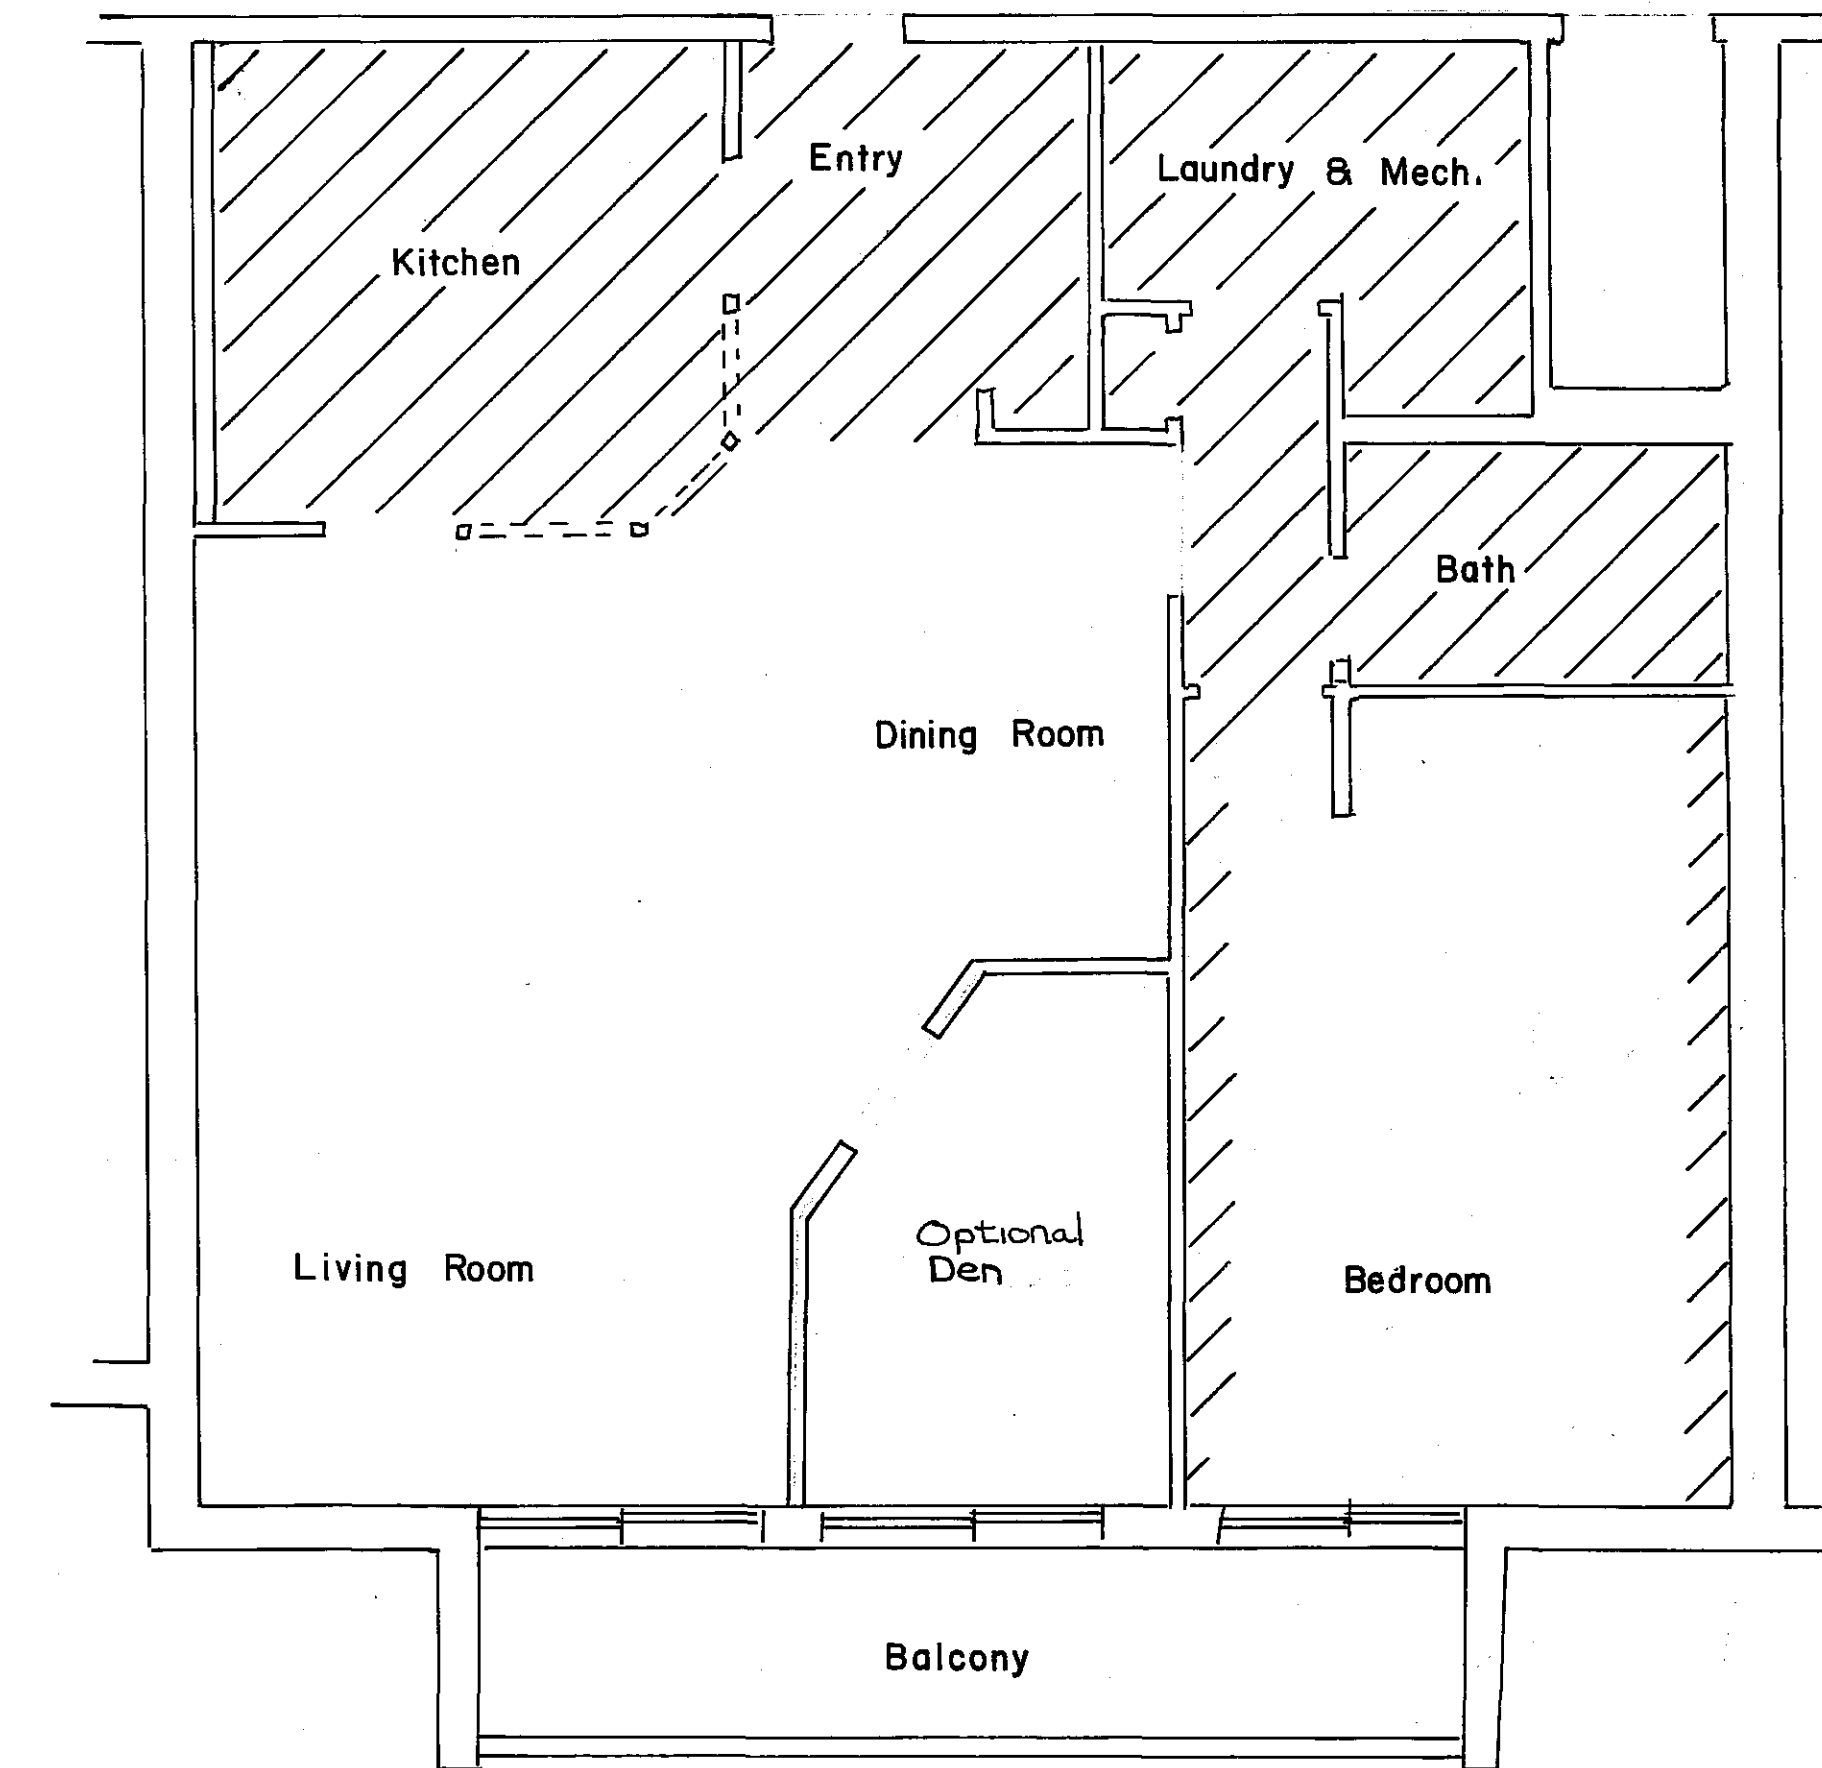 Entry
Laundry & Mech.
Kitchen
Bath
Dining Room
Optional
Den
Living Room
Bedroom
Balcony